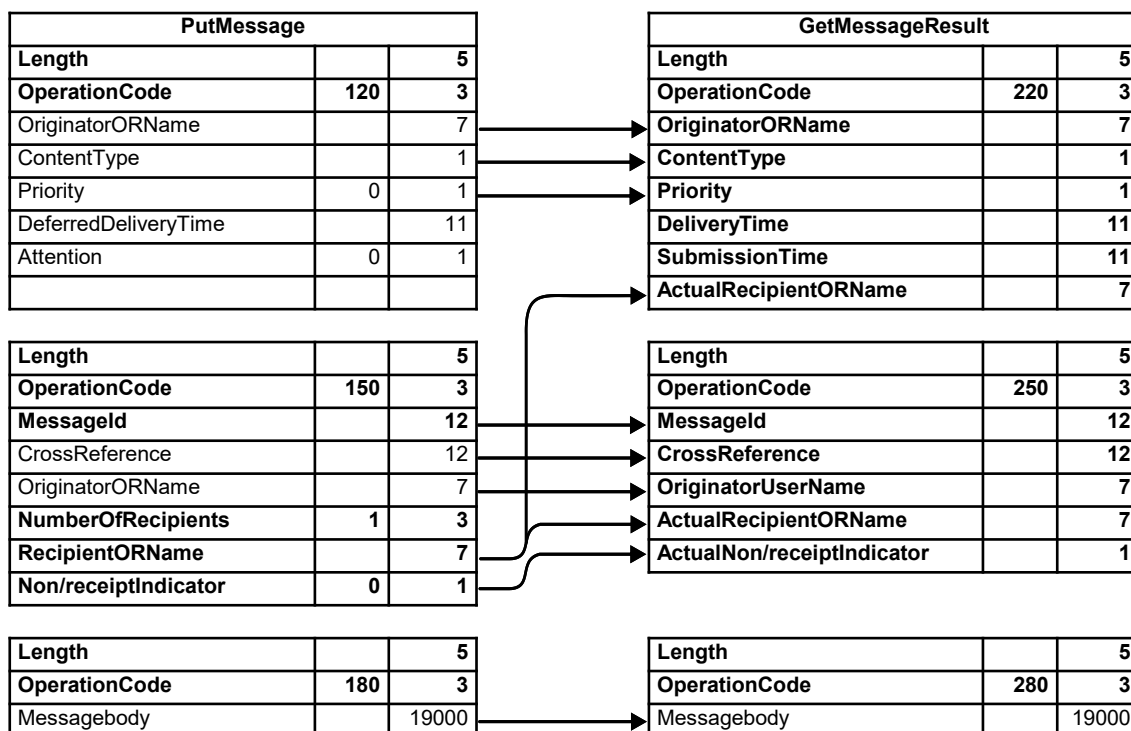 PutMessage
Length 5
OperationCode 120 3
OriginatorORName 7
ContentType 1
Priority 0 1
DeferredDeliveryTime 11
Attention 0 1
Length 5
OperationCode 150 3
MessageId 12
CrossReference 12
OriginatorORName 7
NumberOfRecipients 1 3
RecipientORName 7
Non/receiptIndicator 0 1
Length 5
OperationCode 180 3
Messagebody 19000
GetMessageResult
Length 5
OperationCode 220 3
OriginatorORName 7
ContentType 1
Priority 1
DeliveryTime 11
SubmissionTime 11
ActualRecipientORName 7
Length 5
OperationCode 250 3
MessageId 12
CrossReference 12
OriginatorUserName 7
ActualRecipientORName 7
ActualNon/receiptIndicator 1
Length 5
OperationCode 280 3
Messagebody 19000